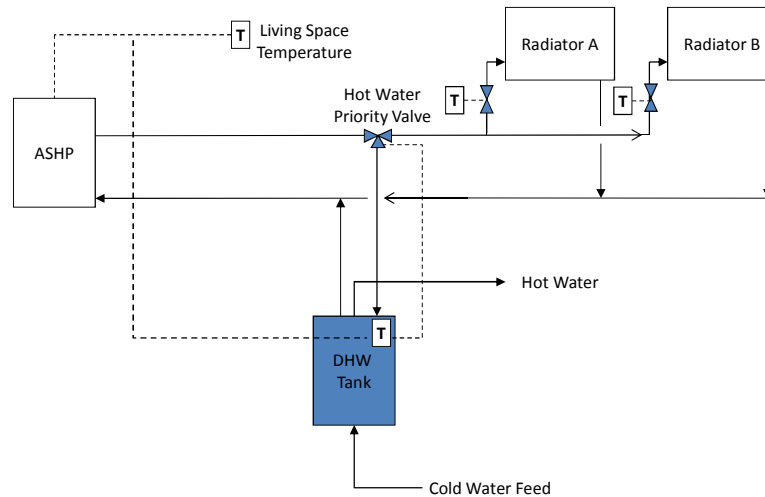 T
Living Space
Temperature
Radiator A
Radiator B
T
T
Hot Water
Priority Valve
ASHP
Hot Water
T
DHW
Tank
Cold Water Feed